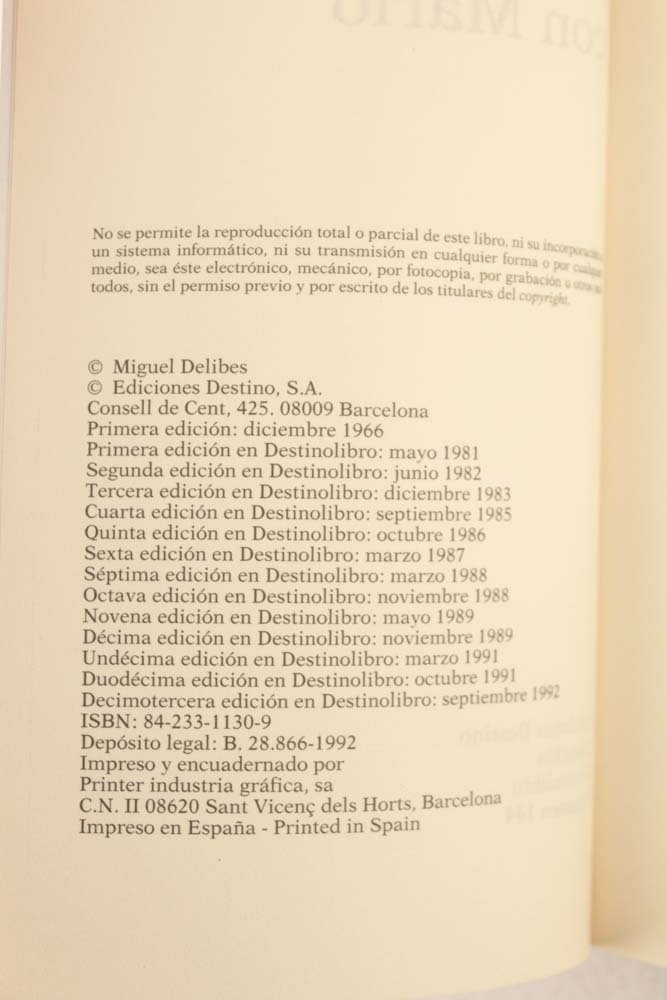 con Mario
No se permite la reproducción total o parcial de este libro, ni su incorporación
un sistema informático, ni su transmisión en cualquier forma o por cualquier
medio, sea éste electrónico, mecánico, por fotocopia, por grabación u otros
todos, sin el permiso previo y por escrito de los titulares del copyright.
© Miguel Delibes
© Ediciones Destino, S.A.
Consell de Cent, 425. 08009 Barcelona
Primera edición: diciembre 1966
Primera edición en Destinolibro: mayo 1981
Segunda edición en Destinolibro: junio 1982
Tercera edición en Destinolibro: diciembre 1983
Cuarta edición en Destinolibro: septiembre 1985
Quinta edición en Destinolibro: octubre 1986
Sexta edición en Destinolibro: marzo 1987
Séptima edición en Destinolibro: marzo 1988
Octava edición en Destinolibro: noviembre 1988
Novena edición en Destinolibro: mayo 1989
Décima edición en Destinolibro: noviembre 1989
Undécima edición en Destinolibro: marzo 1991
Duodécima edición en Destinolibro: octubre 1991
Decimotercera edición en Destinolibro: septiembre 1992
ISBN: 84-233-1130-9
Depósito legal: B. 28.866-1992
Impreso y encuadernado por
Printer industria gráfica, sa
C.N. II 08620 Sant Vicenç dels Horts, Barcelona
Impreso en España - Printed in Spain